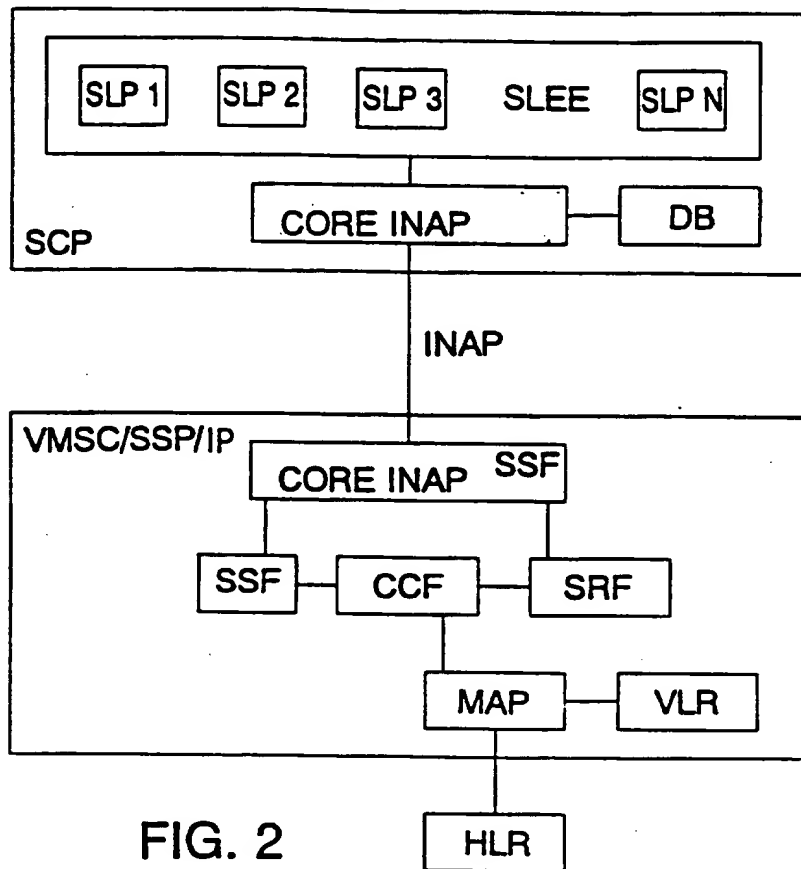 SLP 1 SLP 2 SLP 3 SLEE SLP N
CORE INAP DB
SCP
INAP
VMSC/SSP/IP
CORE INAP SSF
SSF CCF SRF
MAP VLR
FIG. 2 HLR